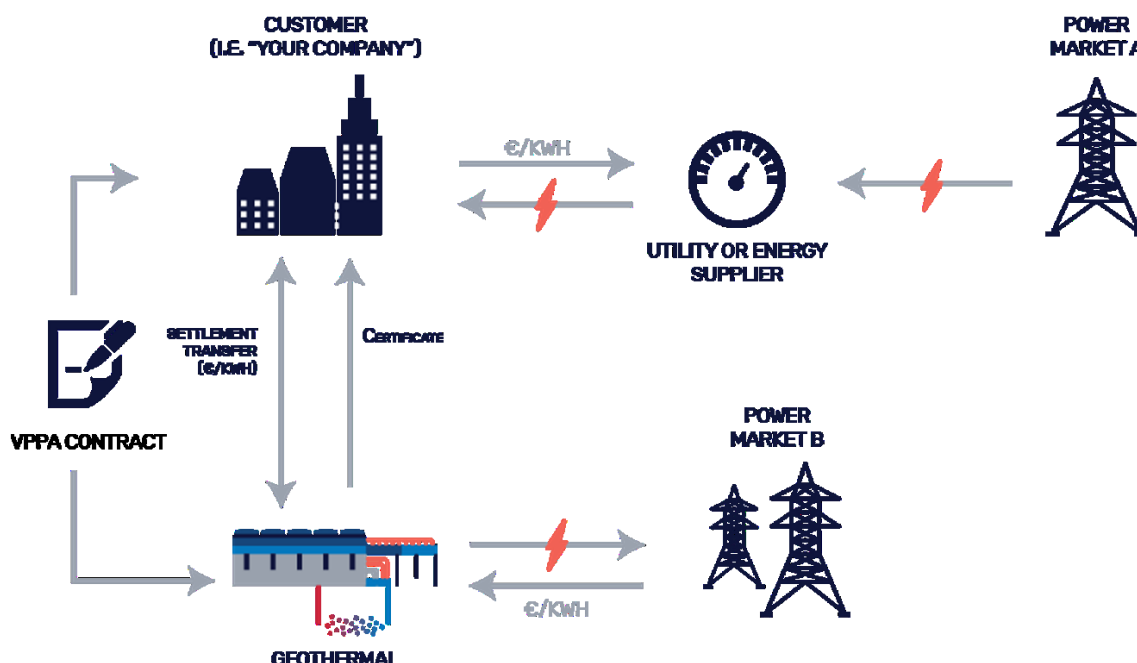 CUSTOMER
(I.E. "YOUR COMPANY")
POWER
MARKET A
€/KWH
UTILITY OR ENERGY
SUPPLIER
SETTLEMENT
TRANSFER
(€/KWH)
CERTIFICATE
VPPA CONTRACT
POWER
MARKET B
€/KWH
GEOTHERMAL